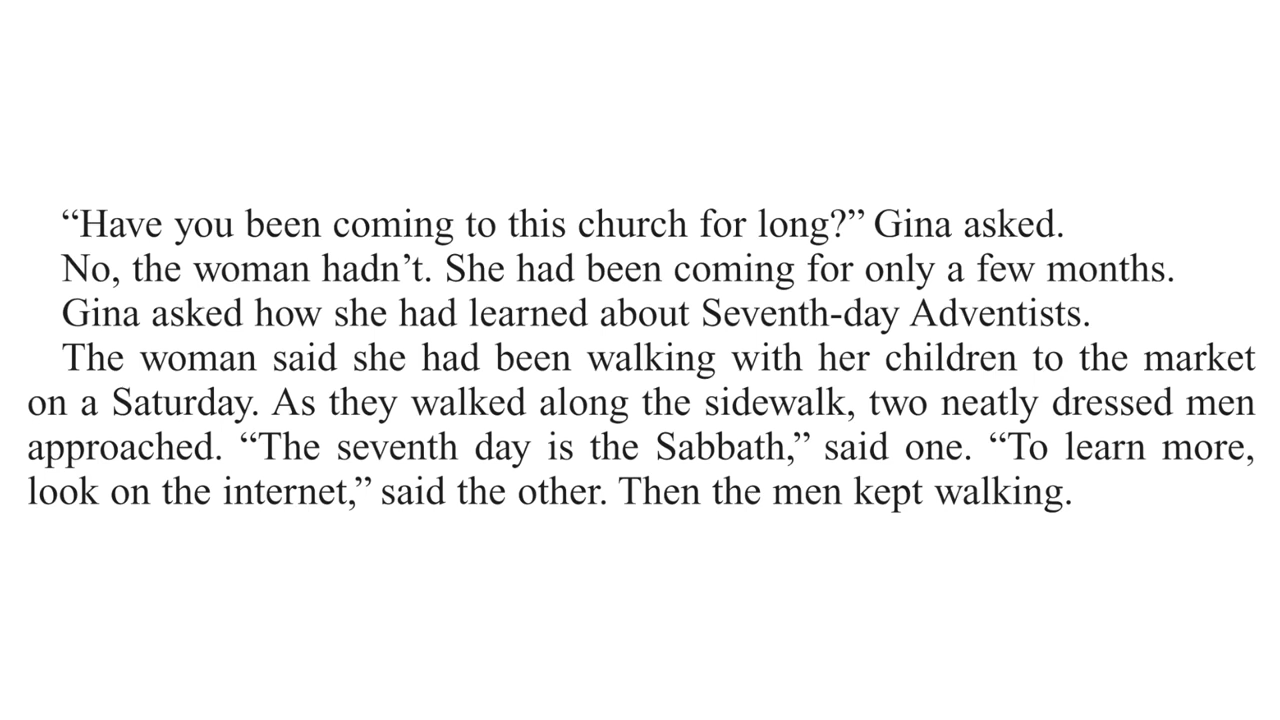 “Have you been coming to this church for long?” Gina asked.
No, the woman hadn’t. She had been coming for only a few months.
Gina asked how she had learned about Seventh-day Adventists.
The woman said she had been walking with her children to the market
on a Saturday. As they walked along the sidewalk, two neatly dressed men
approached. “The seventh day is the Sabbath,” said one. “To learn more,
look on the internet,” said the other. Then the men kept walking.